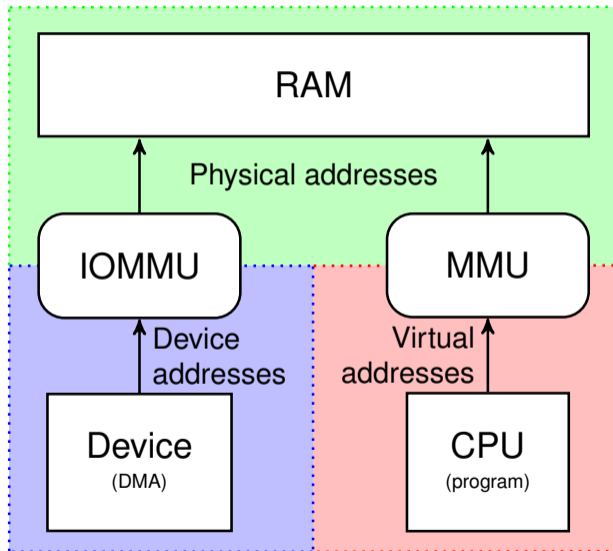 RAM
Physical addresses
IOMMU
MMU
Device
addresses
Virtual
addresses
Device
(DMA)
CPU
(program)